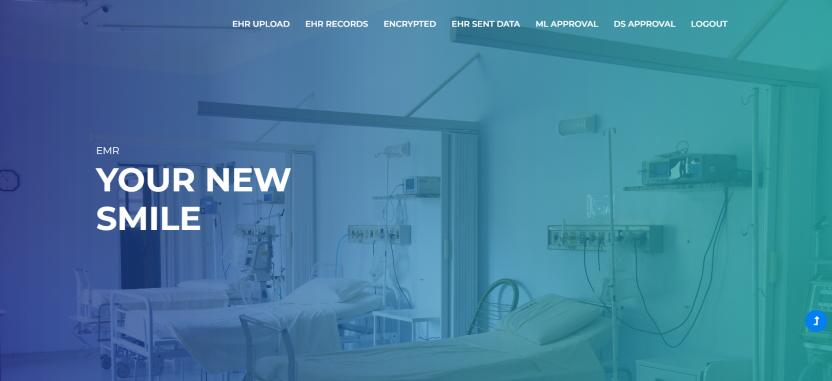 EHR UPLOAD EHR RECORDS ENCRYPTED EHR SENT DATA ML APPROVAL DS APPROVAL LOGOUT
EMR
YOUR NEW
SMILE